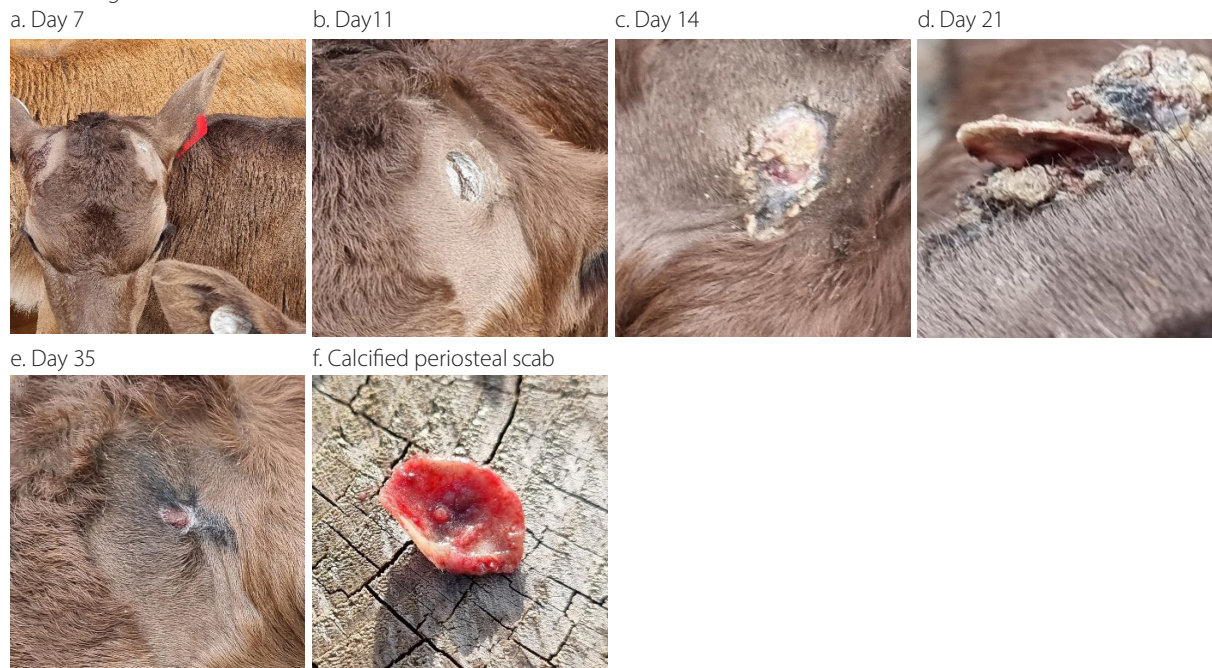 a. Day 7
b. Day11
c. Day 14
d. Day 21
e. Day 35
f. Calcified periosteal scab